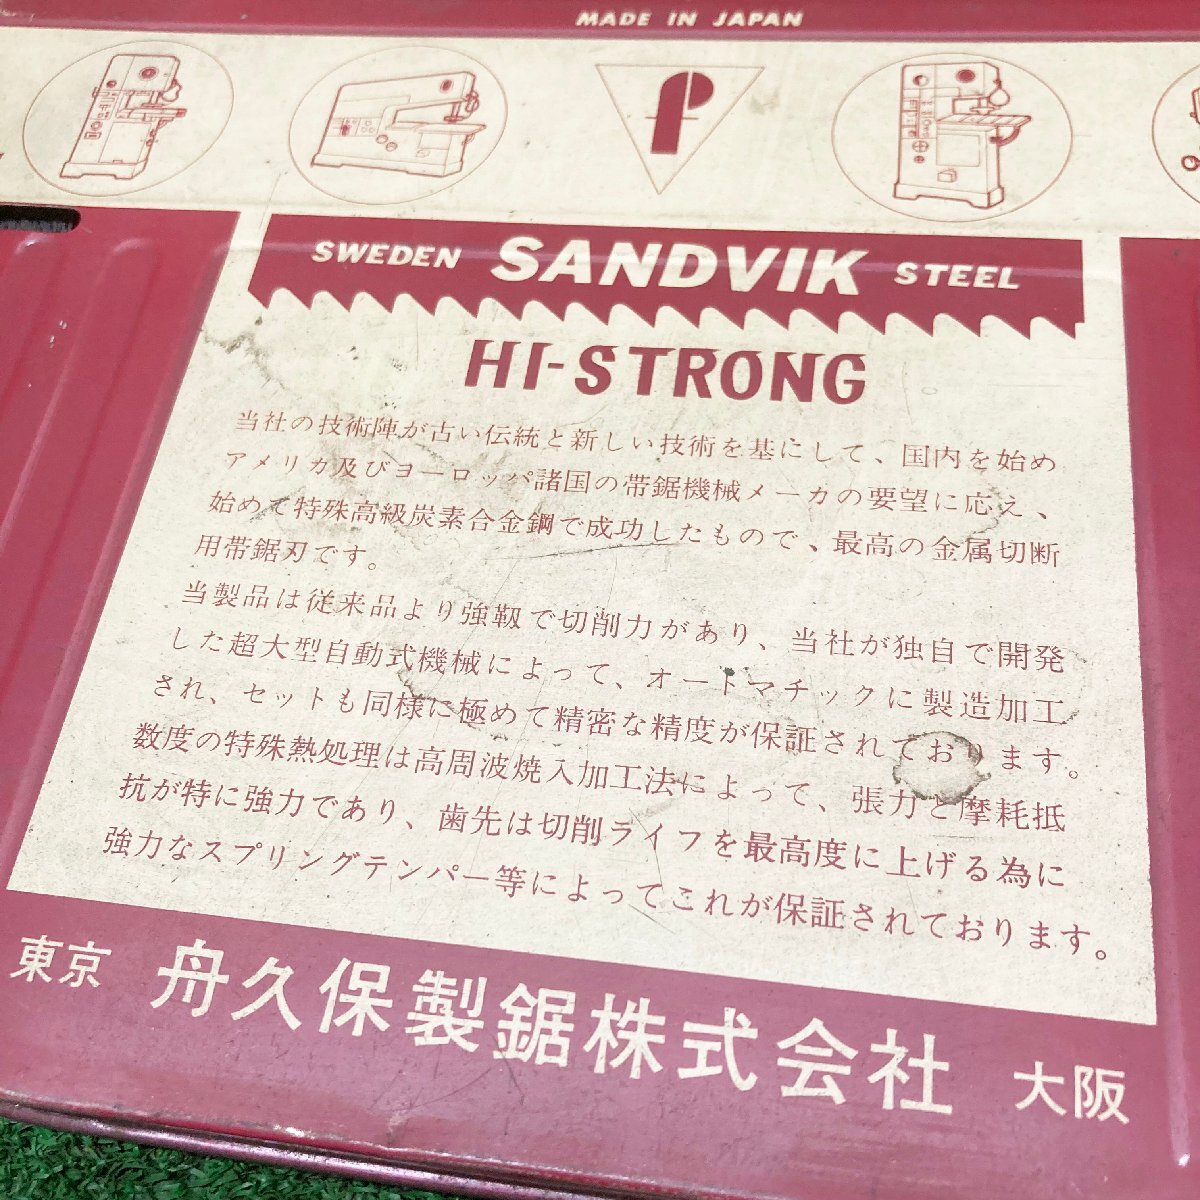 MADE IN JAPAN
SWEDEN SANDVIK STEEL
HI-STRONG
当社の技術陣が古い伝統と新しい技術を基にして、国内を始め
アメリカ及びヨーロッパ諸国の帯鋸機械メーカの要望に応え、
始めて特殊高級炭素合金鋼で成功したもので、最高の金属切断
用帯鋸刃です。
当製品は従来品より強靱で切削力があり、当社が独自で開発
した超大型自動式機械によって、オートマチックに製造加工
され、セットも同様に極めて精密な精度が保証されております。
数度の特殊熱処理は高周波焼入加工法によって、張力と摩耗抵
抗が特に強力であり、歯先は切削ライフを最高度に上げる為に
強力なスプリングテンパー等によってこれが保証されております。
東京 舟久保製鋸株式会社 大阪